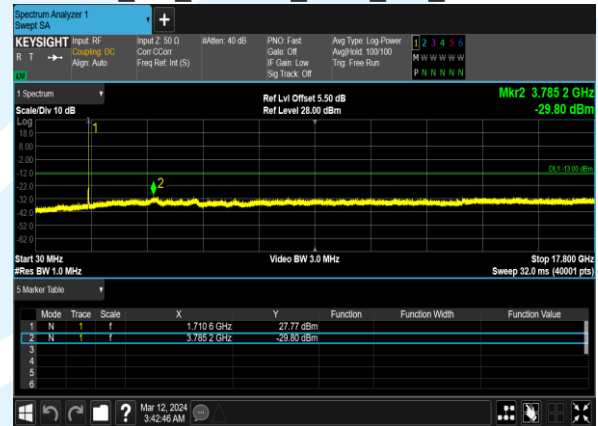 Spectrum Analyzer 1
Swept SA
+
KEYSIGHT
R T
LW
Input: RF
Coupling: DC
Align: Auto
Input Z: 50 Ω
Corr CCorr
Freq Ref: Int (S)
#Atten: 40 dB
PNO: Fast
Gate: Off
IF Gain: Low
Sig Track: Off
Avg Type: Log-Power
Avg|Hold: 100/100
Trig: Free Run
1 2 3 4 5 6
M W W W W W
P N N N N N
1 Spectrum
Scale/Div 10 dB
Ref Lvl Offset 5.50 dB
Ref Level 28.00 dBm
Mkr2 3.785 2 GHz
-29.80 dBm
Log
18.0
8.00
-2.00
-12.0
-22.0
-32.0
-42.0
-52.0
-62.0
1
2
DL1 -13.00 dBm
Start 30 MHz
#Res BW 1.0 MHz
Video BW 3.0 MHz
Stop 17.800 GHz
Sweep 32.0 ms (40001 pts)
5 Marker Table
Mode Trace Scale X Y Function Function Width Function Value
1 N 1 f 1.710 6 GHz 27.77 dBm
2 N 1 f 3.785 2 GHz -29.80 dBm
3
4
5
6
?
Mar 12, 2024
3:42:46 AM